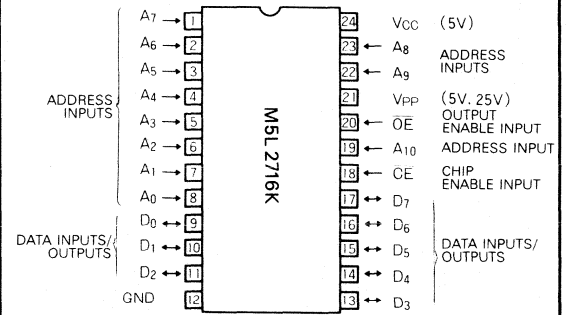 A7 1
A6 2
A5 3
A4 4
A3 5
A2 6
A1 7
A0 8
D0 9
D1 10
D2 11
GND 12
ADDRESS
INPUTS
DATA INPUTS/
OUTPUTS
M5L2716K
24 VCC (5V)
23 A8
22 A9
ADDRESS
INPUTS
21 VPP (5V. 25V)
20 OE OUTPUT
ENABLE INPUT
19 A10 ADDRESS INPUT
18 CE CHIP
ENABLE INPUT
17 D7
16 D6
15 D5
14 D4
13 D3
DATA INPUTS/
OUTPUTS